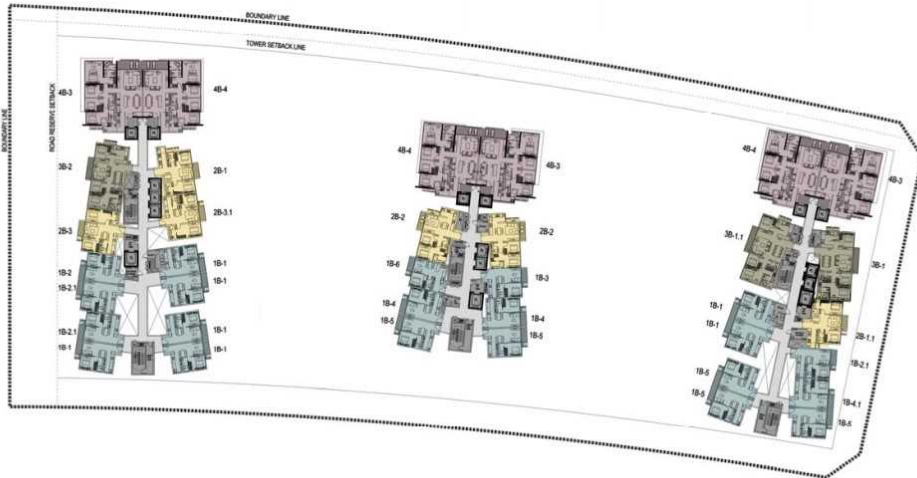 BOUNDARY LINE
TOWER SETBACK LINE
BOUNDARY LINE
ROAD RESERVE SETBACK
4B-3
4B-4
3B-2
2B-1
2B-3.1
2B-3
1B-2
1B-2.1
1B-1
1B-1
1B-2.1
1B-1
1B-1
1B-1
4B-4
4B-3
2B-2
2B-2
1B-6
1B-3
1B-4
1B-5
1B-4
1B-5
4B-4
4B-3
3B-1.1
3B-1
1B-1
1B-1
2B-1.1
1B-2.1
1B-5
1B-5
1B-4.1
1B-5